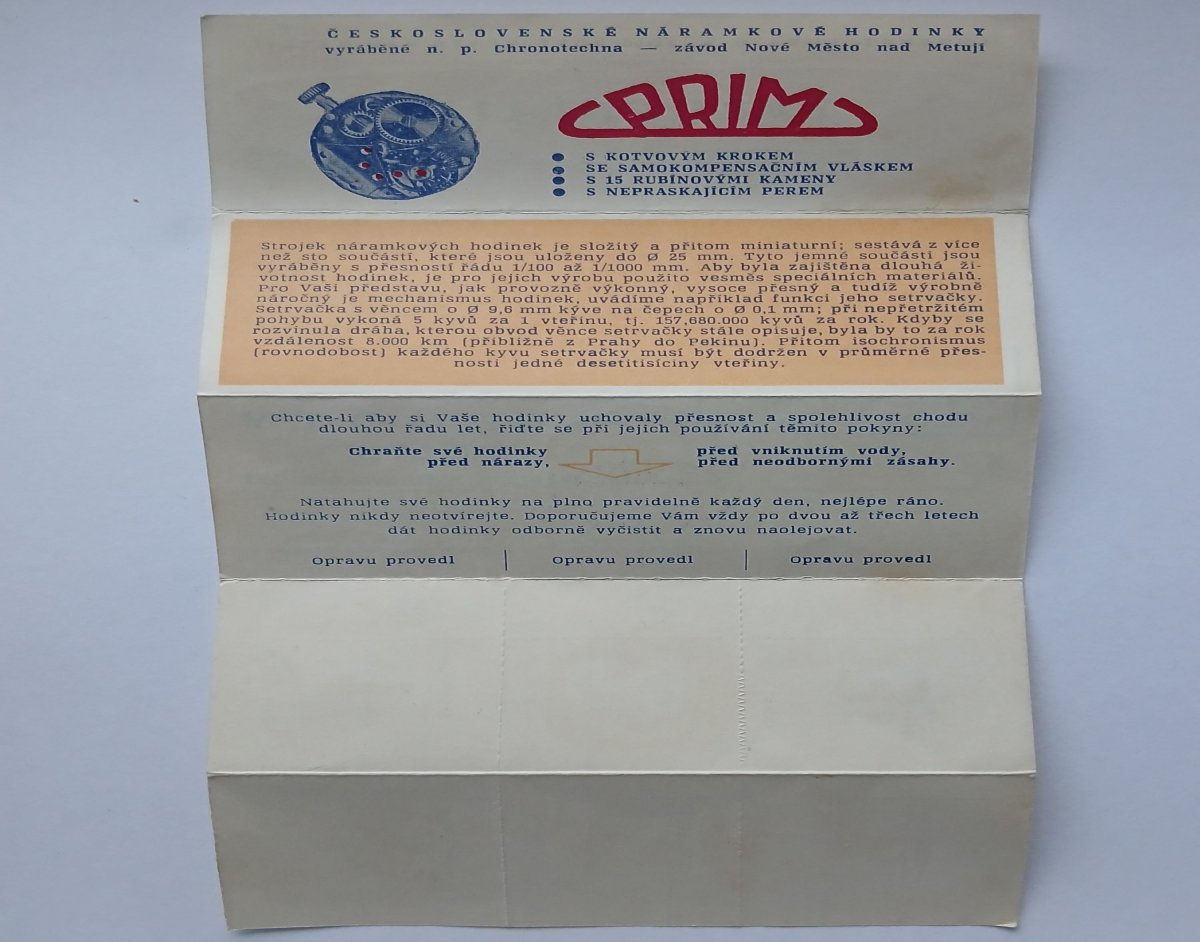 ČESKOSLOVENSKÉ NÁRAMKOVÉ HODINKY
vyráběné n. p. Chronotechna — závod Nové Město nad Metují
PRIM
● S KOTVOVÝM KROKEM
● SE SAMOKOMPENSAČNÍM VLÁSKEM
● S 15 RUBÍNOVÝMI KAMENY
● S NEPRASKAJÍCÍM PEREM
Strojek náramkových hodinek je složitý a přitom miniaturní; sestává z více
než sto součástí, které jsou uloženy do Ø 25 mm. Tyto jemné součásti jsou
vyráběny s přesností řádu 1/100 až 1/1000 mm. Aby byla zajištěna dlouhá ži-
votnost hodinek, je pro jejich výrobu použito vesměs speciálních materiálů.
Pro Vaši představu, jak provozně výkonný, vysoce přesný a tudíž výrobně
náročný je mechanismus hodinek, uvádíme například funkci jeho setrvačky.
Setrvačka s věncem o Ø 9,6 mm kýve na čepech o Ø 0,1 mm; při nepřetržitém
pohybu vykoná 5 kyvů za 1 vteřinu, tj. 157,680.000 kyvů za rok. Kdyby se
rozvinula dráha, kterou obvod věnce setrvačky stále opisuje, byla by to za rok
vzdálenost 8.000 km (přibližně z Prahy do Pekinu). Přitom isochronismus
(rovnodobost) každého kyvu setrvačky musí být dodržen v průměrné přes-
nosti jedné desetitisíciny vteřiny.
Chcete-li aby si Vaše hodinky uchovaly přesnost a spolehlivost chodu
dlouhou řadu let, řiďte se při jejich používání těmito pokyny:
Chraňte své hodinky
před nárazy,
před vniknutím vody,
před neodbornými zásahy.
Natahujte své hodinky na plno pravidelně každý den, nejlépe ráno.
Hodinky nikdy neotvírejte. Doporučujeme Vám vždy po dvou až třech letech
dát hodinky odborně vyčistit a znovu naolejovat.
Opravu provedl | Opravu provedl | Opravu provedl